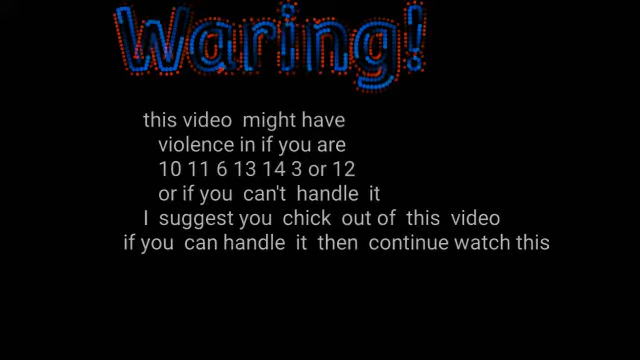 Waring!
this video might have
violence in if you are
10 11 6 13 14 3 or 12
or if you can't handle it
I suggest you chick out of this video
if you can handle it then continue watch this